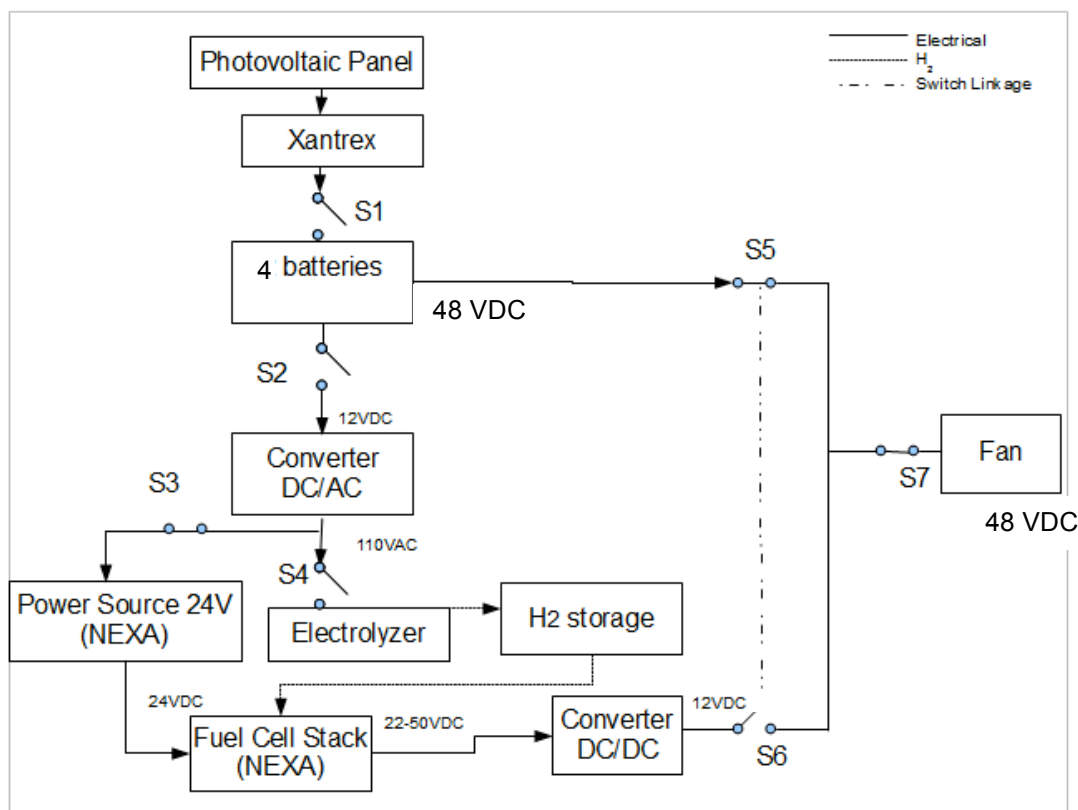 Electrical
H2
Switch Linkage
Photovoltaic Panel
Xantrex
S1
4 batteries
48 VDC
S5
S2
12VDC
Converter
DC/AC
S3
110VAC
S4
Power Source 24V
(NEXA)
Electrolyzer
H2 storage
24VDC
Fuel Cell Stack
(NEXA)
22-50VDC
Converter
DC/DC
12VDC
S6
S7
Fan
48 VDC